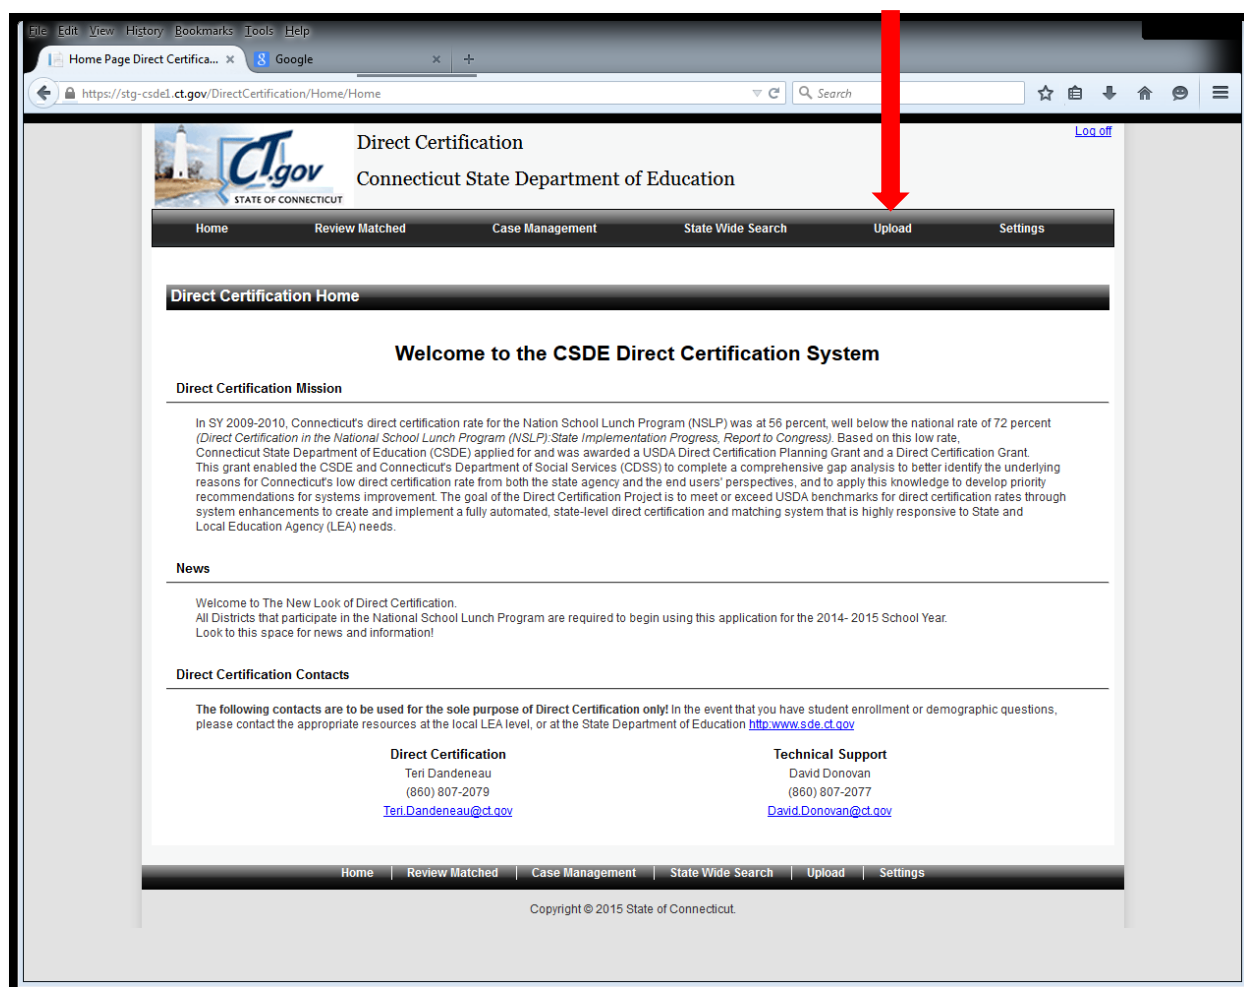 File Edit View History Bookmarks Tools Help
Home Page Direct Certifica... × Google × +
https://stg-csde1.ct.gov/DirectCertification/Home/Home Search
CT.gov
STATE OF CONNECTICUT
Direct Certification
Connecticut State Department of Education
Log off
Home Review Matched Case Management State Wide Search Upload Settings
Direct Certification Home
Welcome to the CSDE Direct Certification System
Direct Certification Mission
In SY 2009-2010, Connecticut's direct certification rate for the Nation School Lunch Program (NSLP) was at 56 percent, well below the national rate of 72 percent
(Direct Certification in the National School Lunch Program (NSLP):State Implementation Progress, Report to Congress). Based on this low rate,
Connecticut State Department of Education (CSDE) applied for and was awarded a USDA Direct Certification Planning Grant and a Direct Certification Grant.
This grant enabled the CSDE and Connecticut's Department of Social Services (CDSS) to complete a comprehensive gap analysis to better identify the underlying
reasons for Connecticut's low direct certification rate from both the state agency and the end users' perspectives, and to apply this knowledge to develop priority
recommendations for systems improvement. The goal of the Direct Certification Project is to meet or exceed USDA benchmarks for direct certification rates through
system enhancements to create and implement a fully automated, state-level direct certification and matching system that is highly responsive to State and
Local Education Agency (LEA) needs.
News
Welcome to The New Look of Direct Certification.
All Districts that participate in the National School Lunch Program are required to begin using this application for the 2014- 2015 School Year.
Look to this space for news and information!
Direct Certification Contacts
The following contacts are to be used for the sole purpose of Direct Certification only! In the event that you have student enrollment or demographic questions,
please contact the appropriate resources at the local LEA level, or at the State Department of Education http:www.sde.ct.gov
Direct Certification
Teri Dandeneau
(860) 807-2079
Teri.Dandeneau@ct.gov
Technical Support
David Donovan
(860) 807-2077
David.Donovan@ct.gov
Home | Review Matched | Case Management | State Wide Search | Upload | Settings
Copyright © 2015 State of Connecticut.